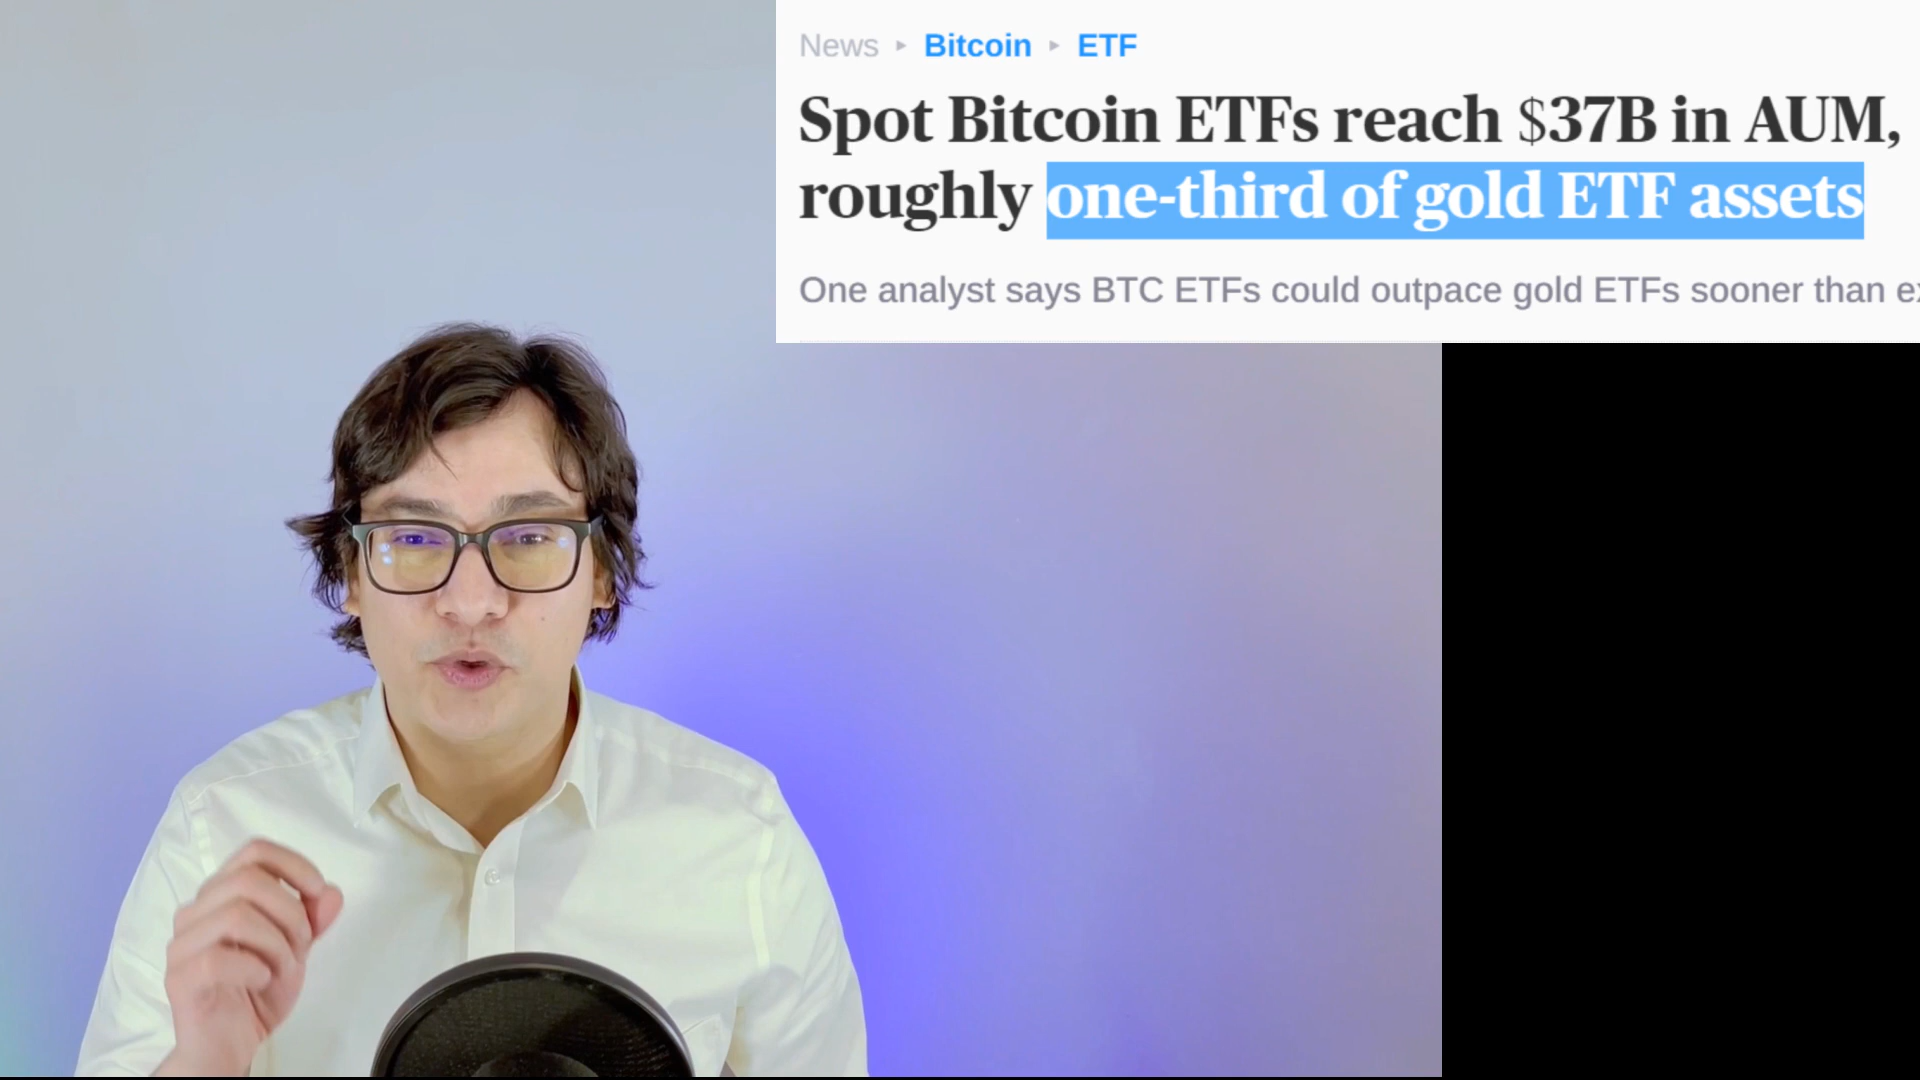 News ▸ Bitcoin ▸ ETF
Spot Bitcoin ETFs reach $37B in AUM,
roughly one-third of gold ETF assets
One analyst says BTC ETFs could outpace gold ETFs sooner than